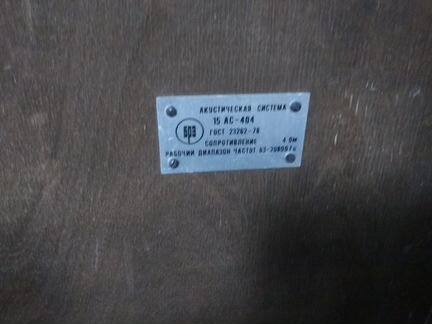 АКУСТИЧЕСКАЯ СИСТЕМА
15 АС-404
БРЗ
ГОСТ 23262-78
СОПРОТИВЛЕНИЕ 4 ОМ
РАБОЧИЙ ДИАПАЗОН ЧАСТОТ 63-20000 Гц